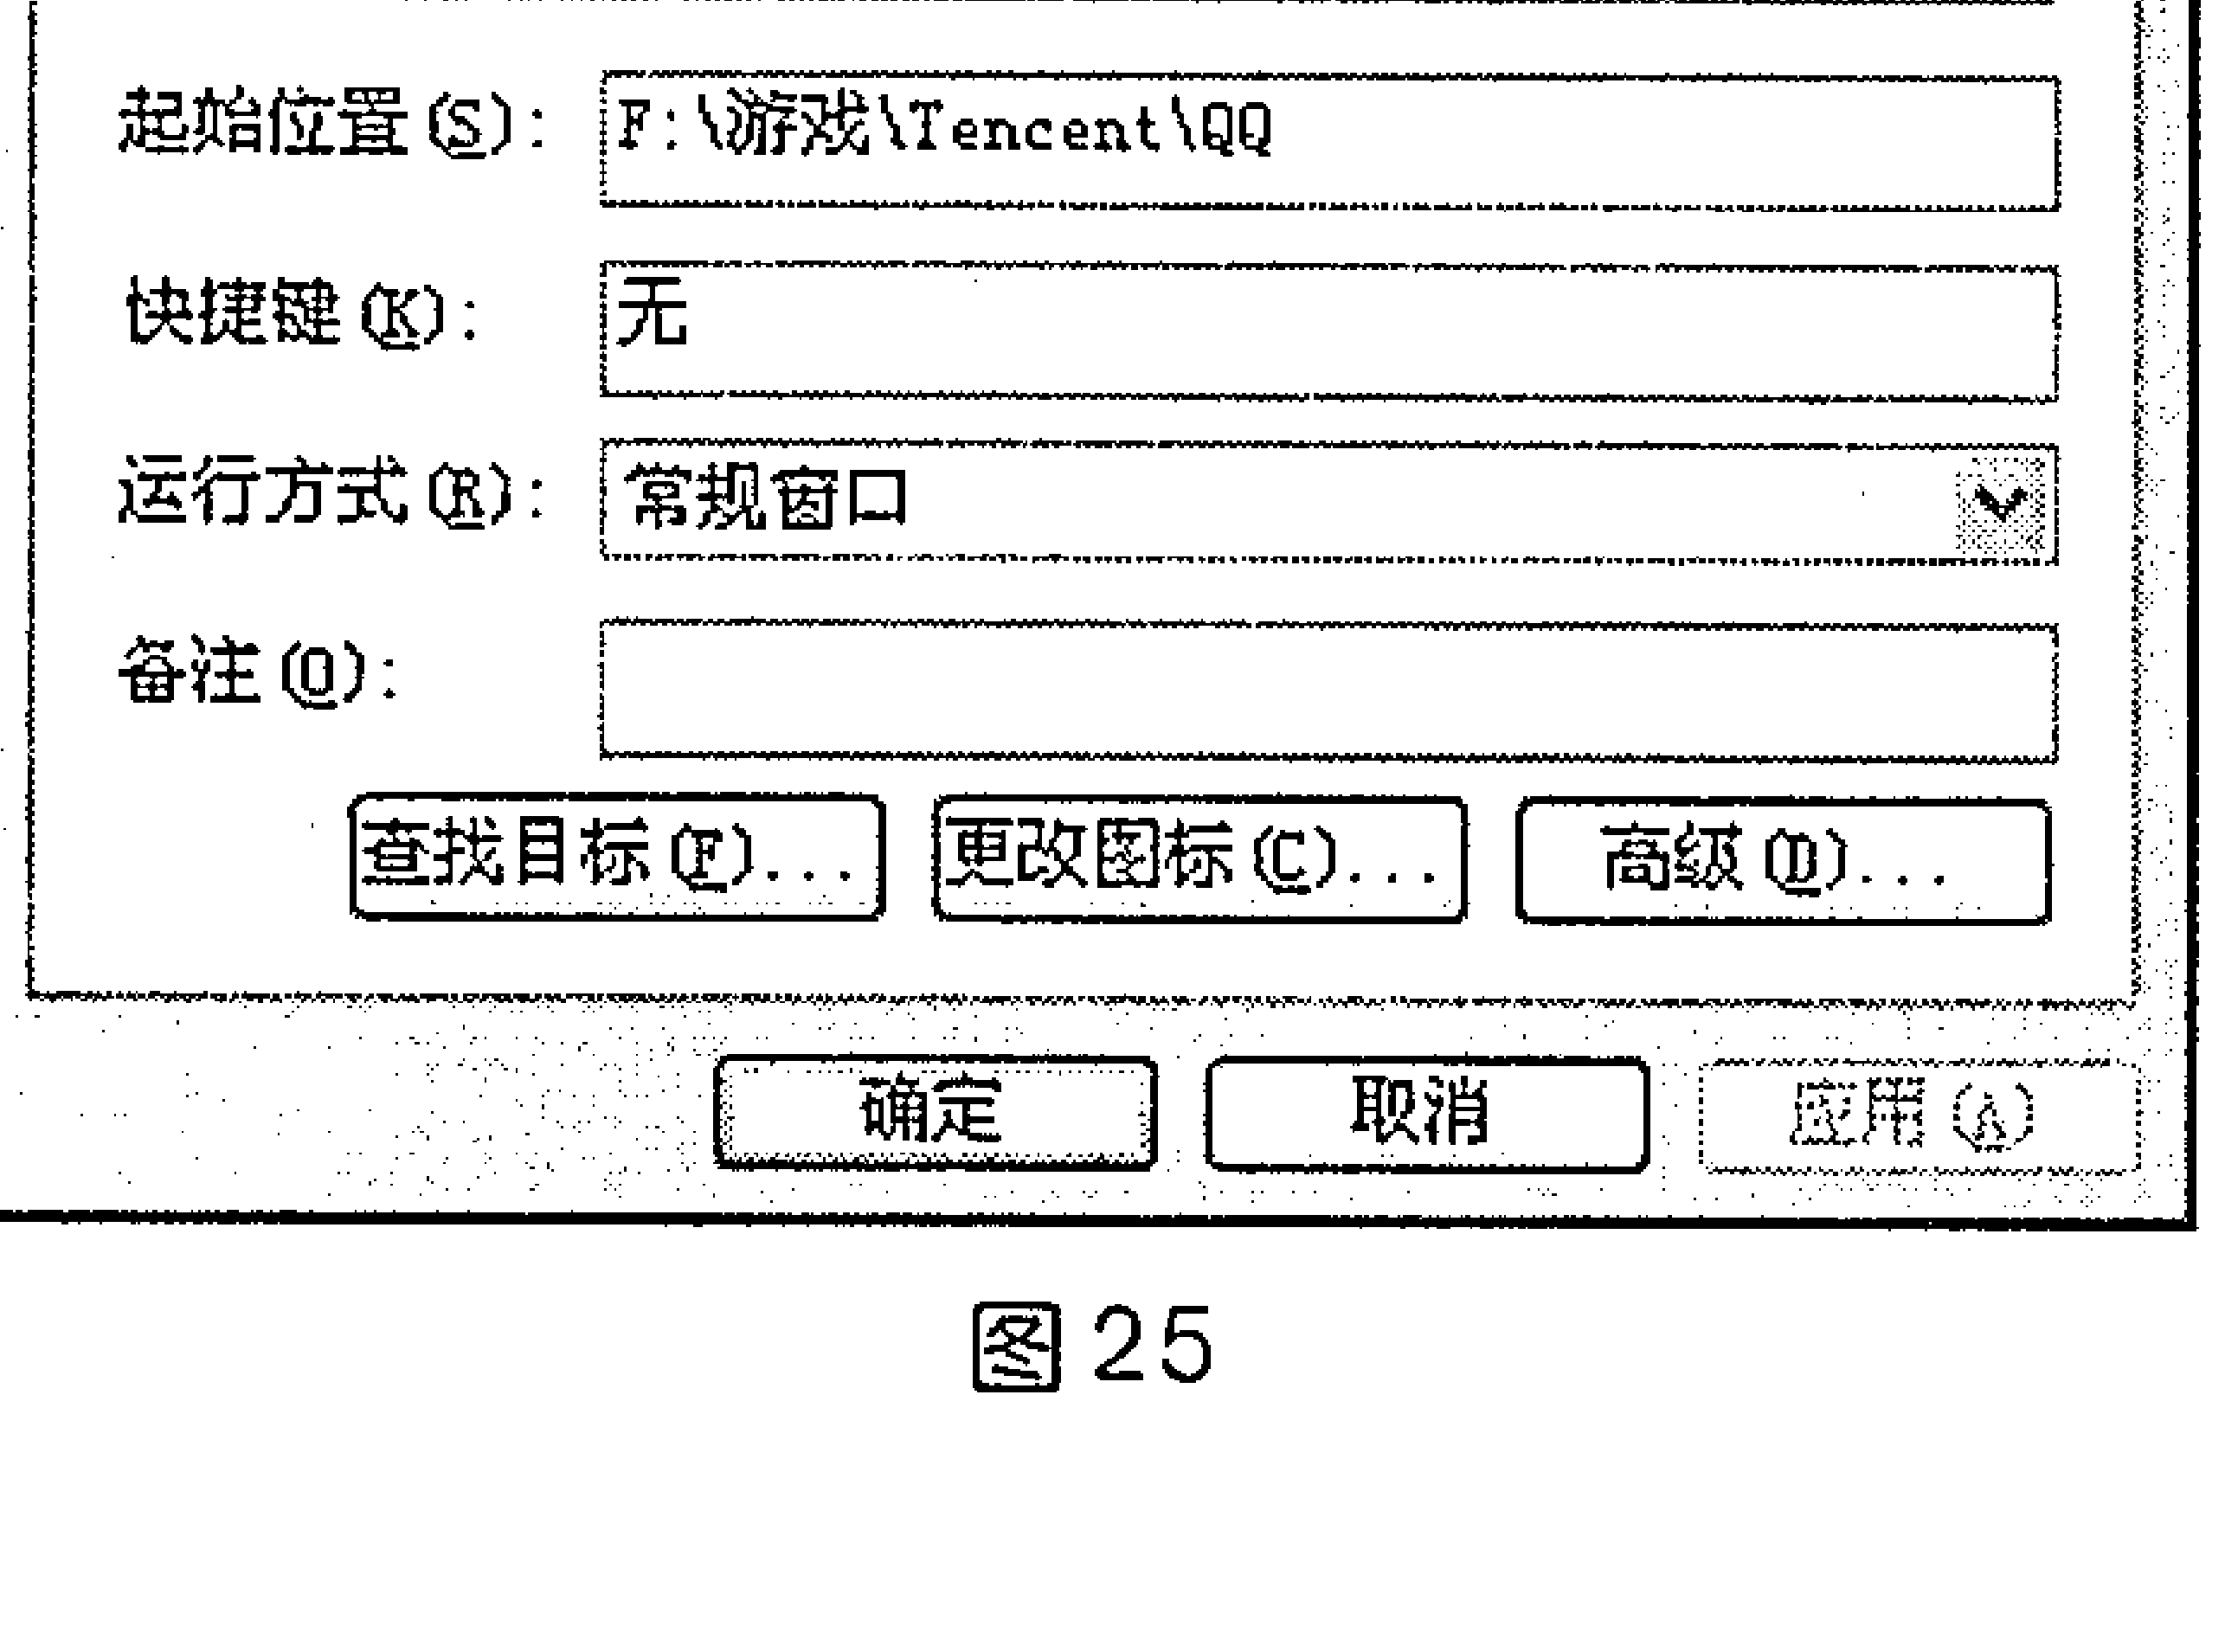 起始位置(S): F:\游戏\Tencent\QQ
快捷键(K): 无
运行方式(R): 常规窗口
备注(O):
查找目标(F)... 更改图标(C)... 高级(D)...
确定 取消 应用(A)
图 25